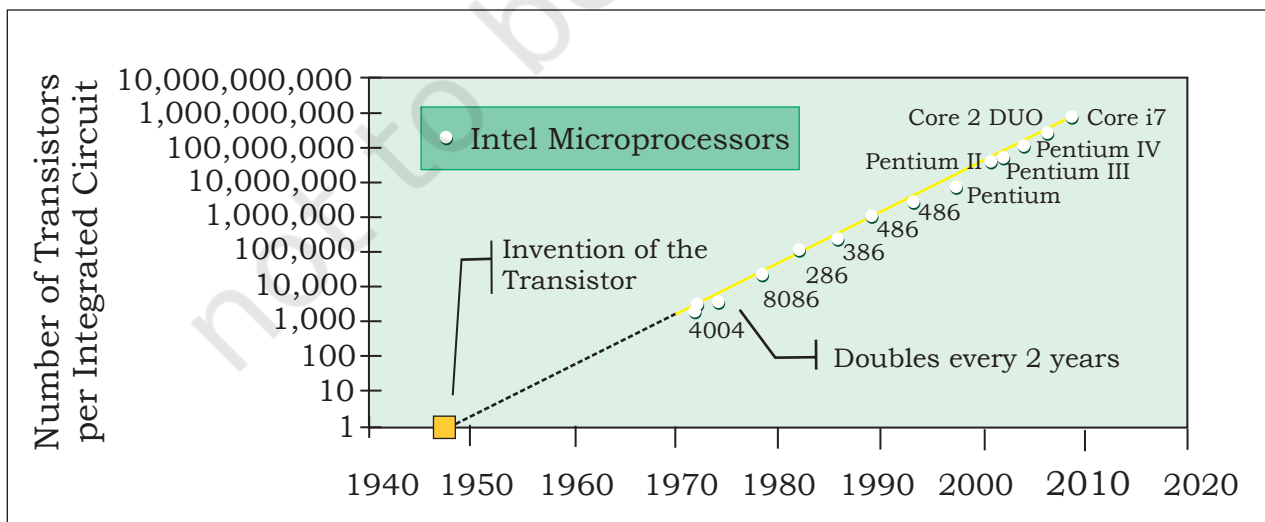 not to be
Number of Transistors
per Integrated Circuit
10,000,000,000
1,000,000,000
100,000,000
10,000,000
1,000,000
100,000
10,000
1,000
100
10
1
Intel Microprocessors
Invention of the
Transistor
4004
8086
286
386
486
486
Pentium
Pentium II
Pentium III
Pentium IV
Core 2 DUO
Core i7
Doubles every 2 years
1940 1950 1960 1970 1980 1990 2000 2010 2020